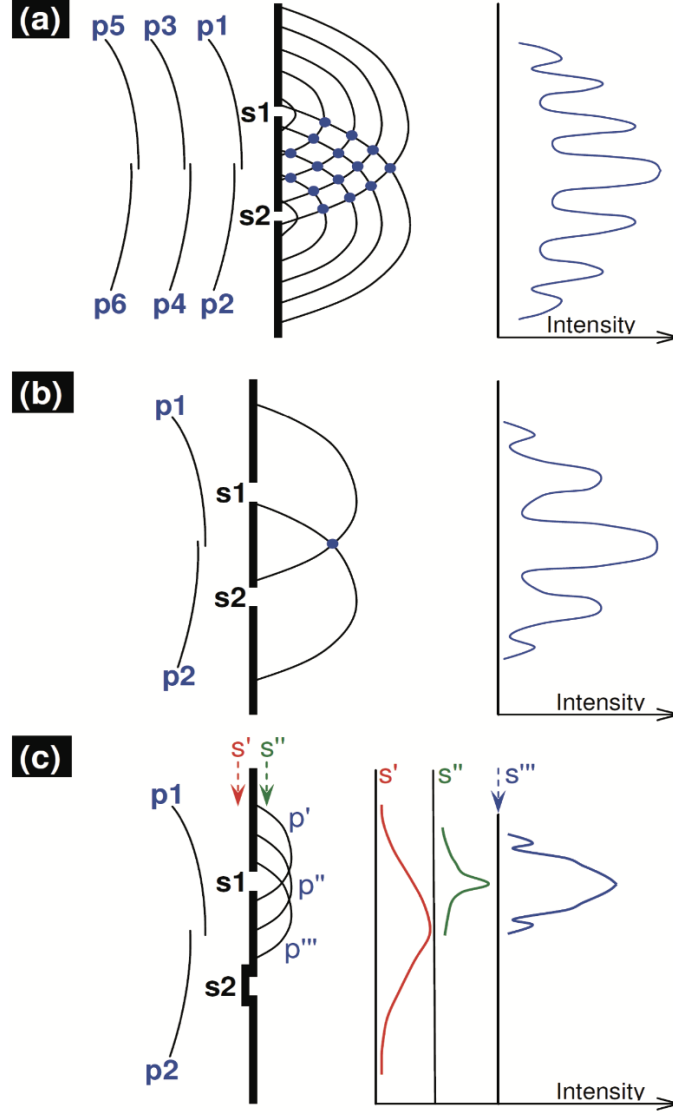 (a)
p5 p3 p1
s1
s2
p6 p4 p2
Intensity
(b)
p1
s1
s2
p2
Intensity
(c)
s' s'' s' s'' s'''
p1
p'
s1
p''
p'''
s2
p2
Intensity